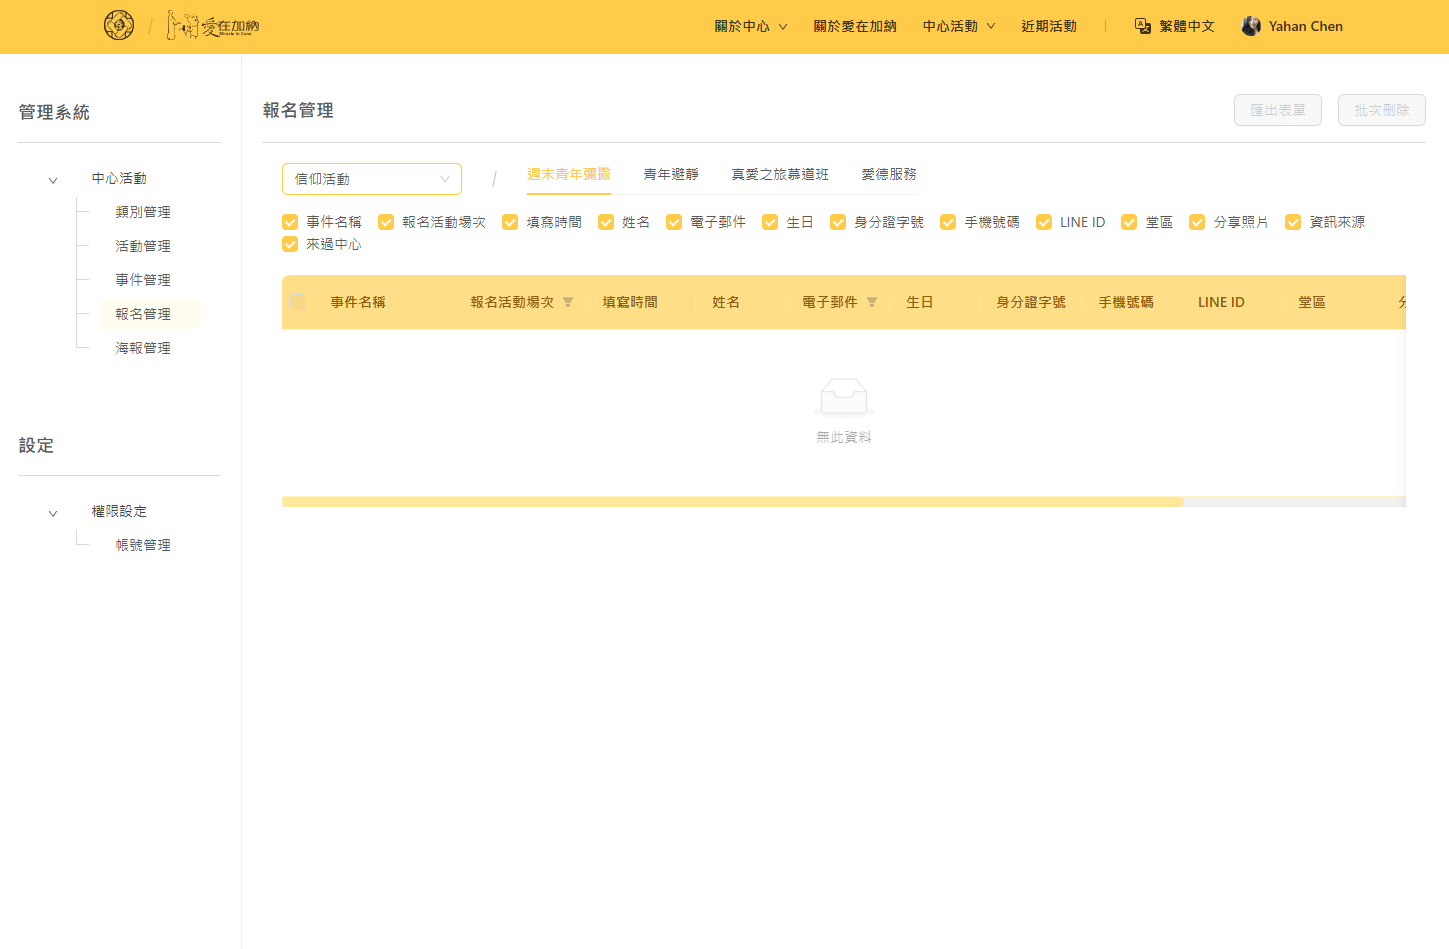 愛在加納
Miracle in Cana
關於中心
關於愛在加納
中心活動
近期活動
繁體中文
Yahan Chen
管理系統
中心活動
類別管理
活動管理
事件管理
報名管理
海報管理
設定
權限設定
帳號管理
報名管理
匯出表單
批次刪除
信仰活動
/
週末青年彌撒
青年避靜
真愛之旅慕道班
愛德服務
事件名稱 報名活動場次 填寫時間 姓名 電子郵件 生日 身分證字號 手機號碼 LINE ID 堂區 分享照片 資訊來源
來過中心
事件名稱 報名活動場次 填寫時間 姓名 電子郵件 生日 身分證字號 手機號碼 LINE ID 堂區
無此資料